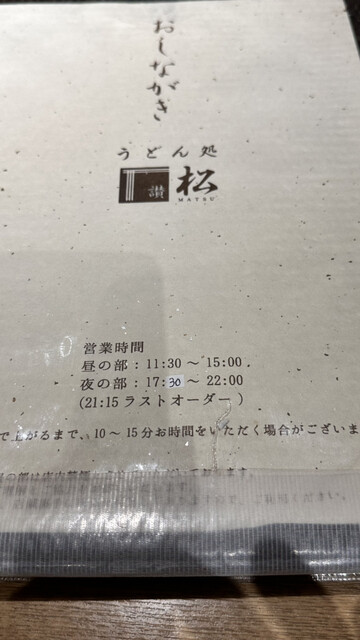 おしながき
うどん処
讃 松
MATSU
営業時間
昼の部：11:30 〜 15:00
夜の部：17:30 〜 22:00
(21:15 ラストオーダー )
で上がるまで、10 〜 15分お時間をいただく場合がございま